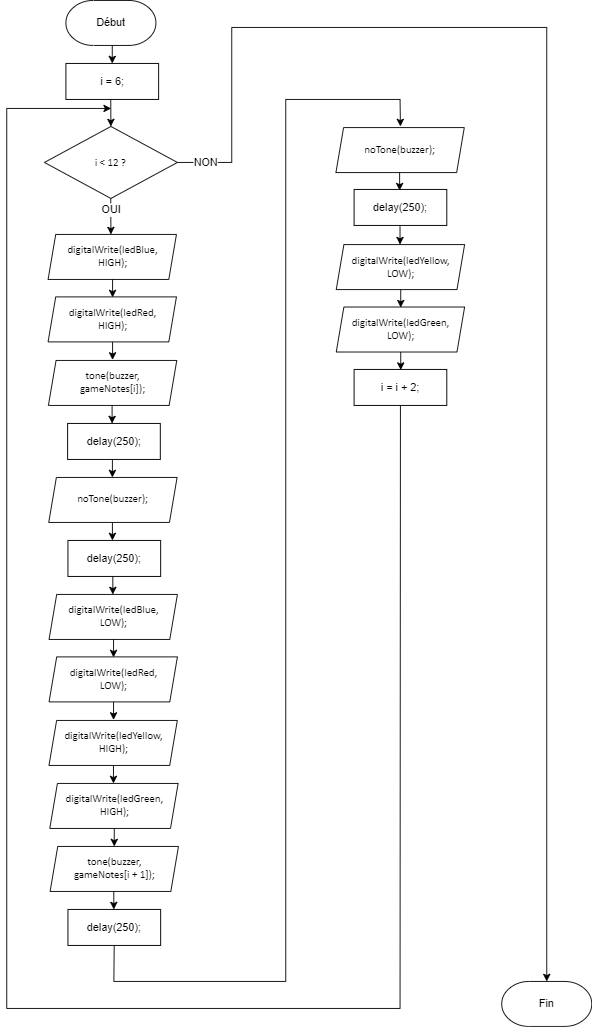 Début
i = 6;
i < 12 ?
NON
OUI
digitalWrite(ledBlue,
HIGH);
digitalWrite(ledRed,
HIGH);
tone(buzzer,
gameNotes[i]);
delay(250);
noTone(buzzer);
delay(250);
digitalWrite(ledBlue,
LOW);
digitalWrite(ledRed,
LOW);
digitalWrite(ledYellow,
HIGH);
digitalWrite(ledGreen,
HIGH);
tone(buzzer,
gameNotes[i + 1]);
delay(250);
noTone(buzzer);
delay(250);
digitalWrite(ledYellow,
LOW);
digitalWrite(ledGreen,
LOW);
i = i + 2;
Fin